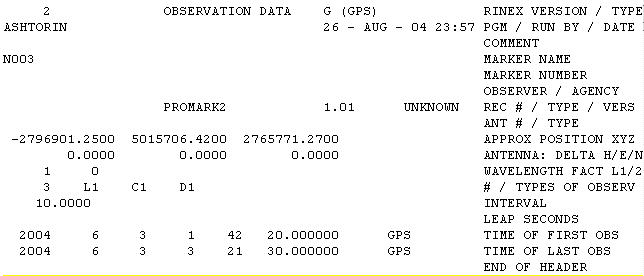 2 OBSERVATION DATA G (GPS) RINEX VERSION / TYPE
ASHTORIN 26 - AUG - 04 23:57 PGM / RUN BY / DATE
COMMENT
N003 MARKER NAME
MARKER NUMBER
OBSERVER / AGENCY
PROMARK2 1.01 UNKNOWN REC # / TYPE / VERS
ANT # / TYPE
-2796901.2500 5015706.4200 2765771.2700 APPROX POSITION XYZ
0.0000 0.0000 0.0000 ANTENNA: DELTA H/E/N
1 0 WAVELENGTH FACT L1/2
3 L1 C1 D1 # / TYPES OF OBSERV
10.0000 INTERVAL
LEAP SECONDS
2004 6 3 1 42 20.000000 GPS TIME OF FIRST OBS
2004 6 3 3 21 30.000000 GPS TIME OF LAST OBS
END OF HEADER